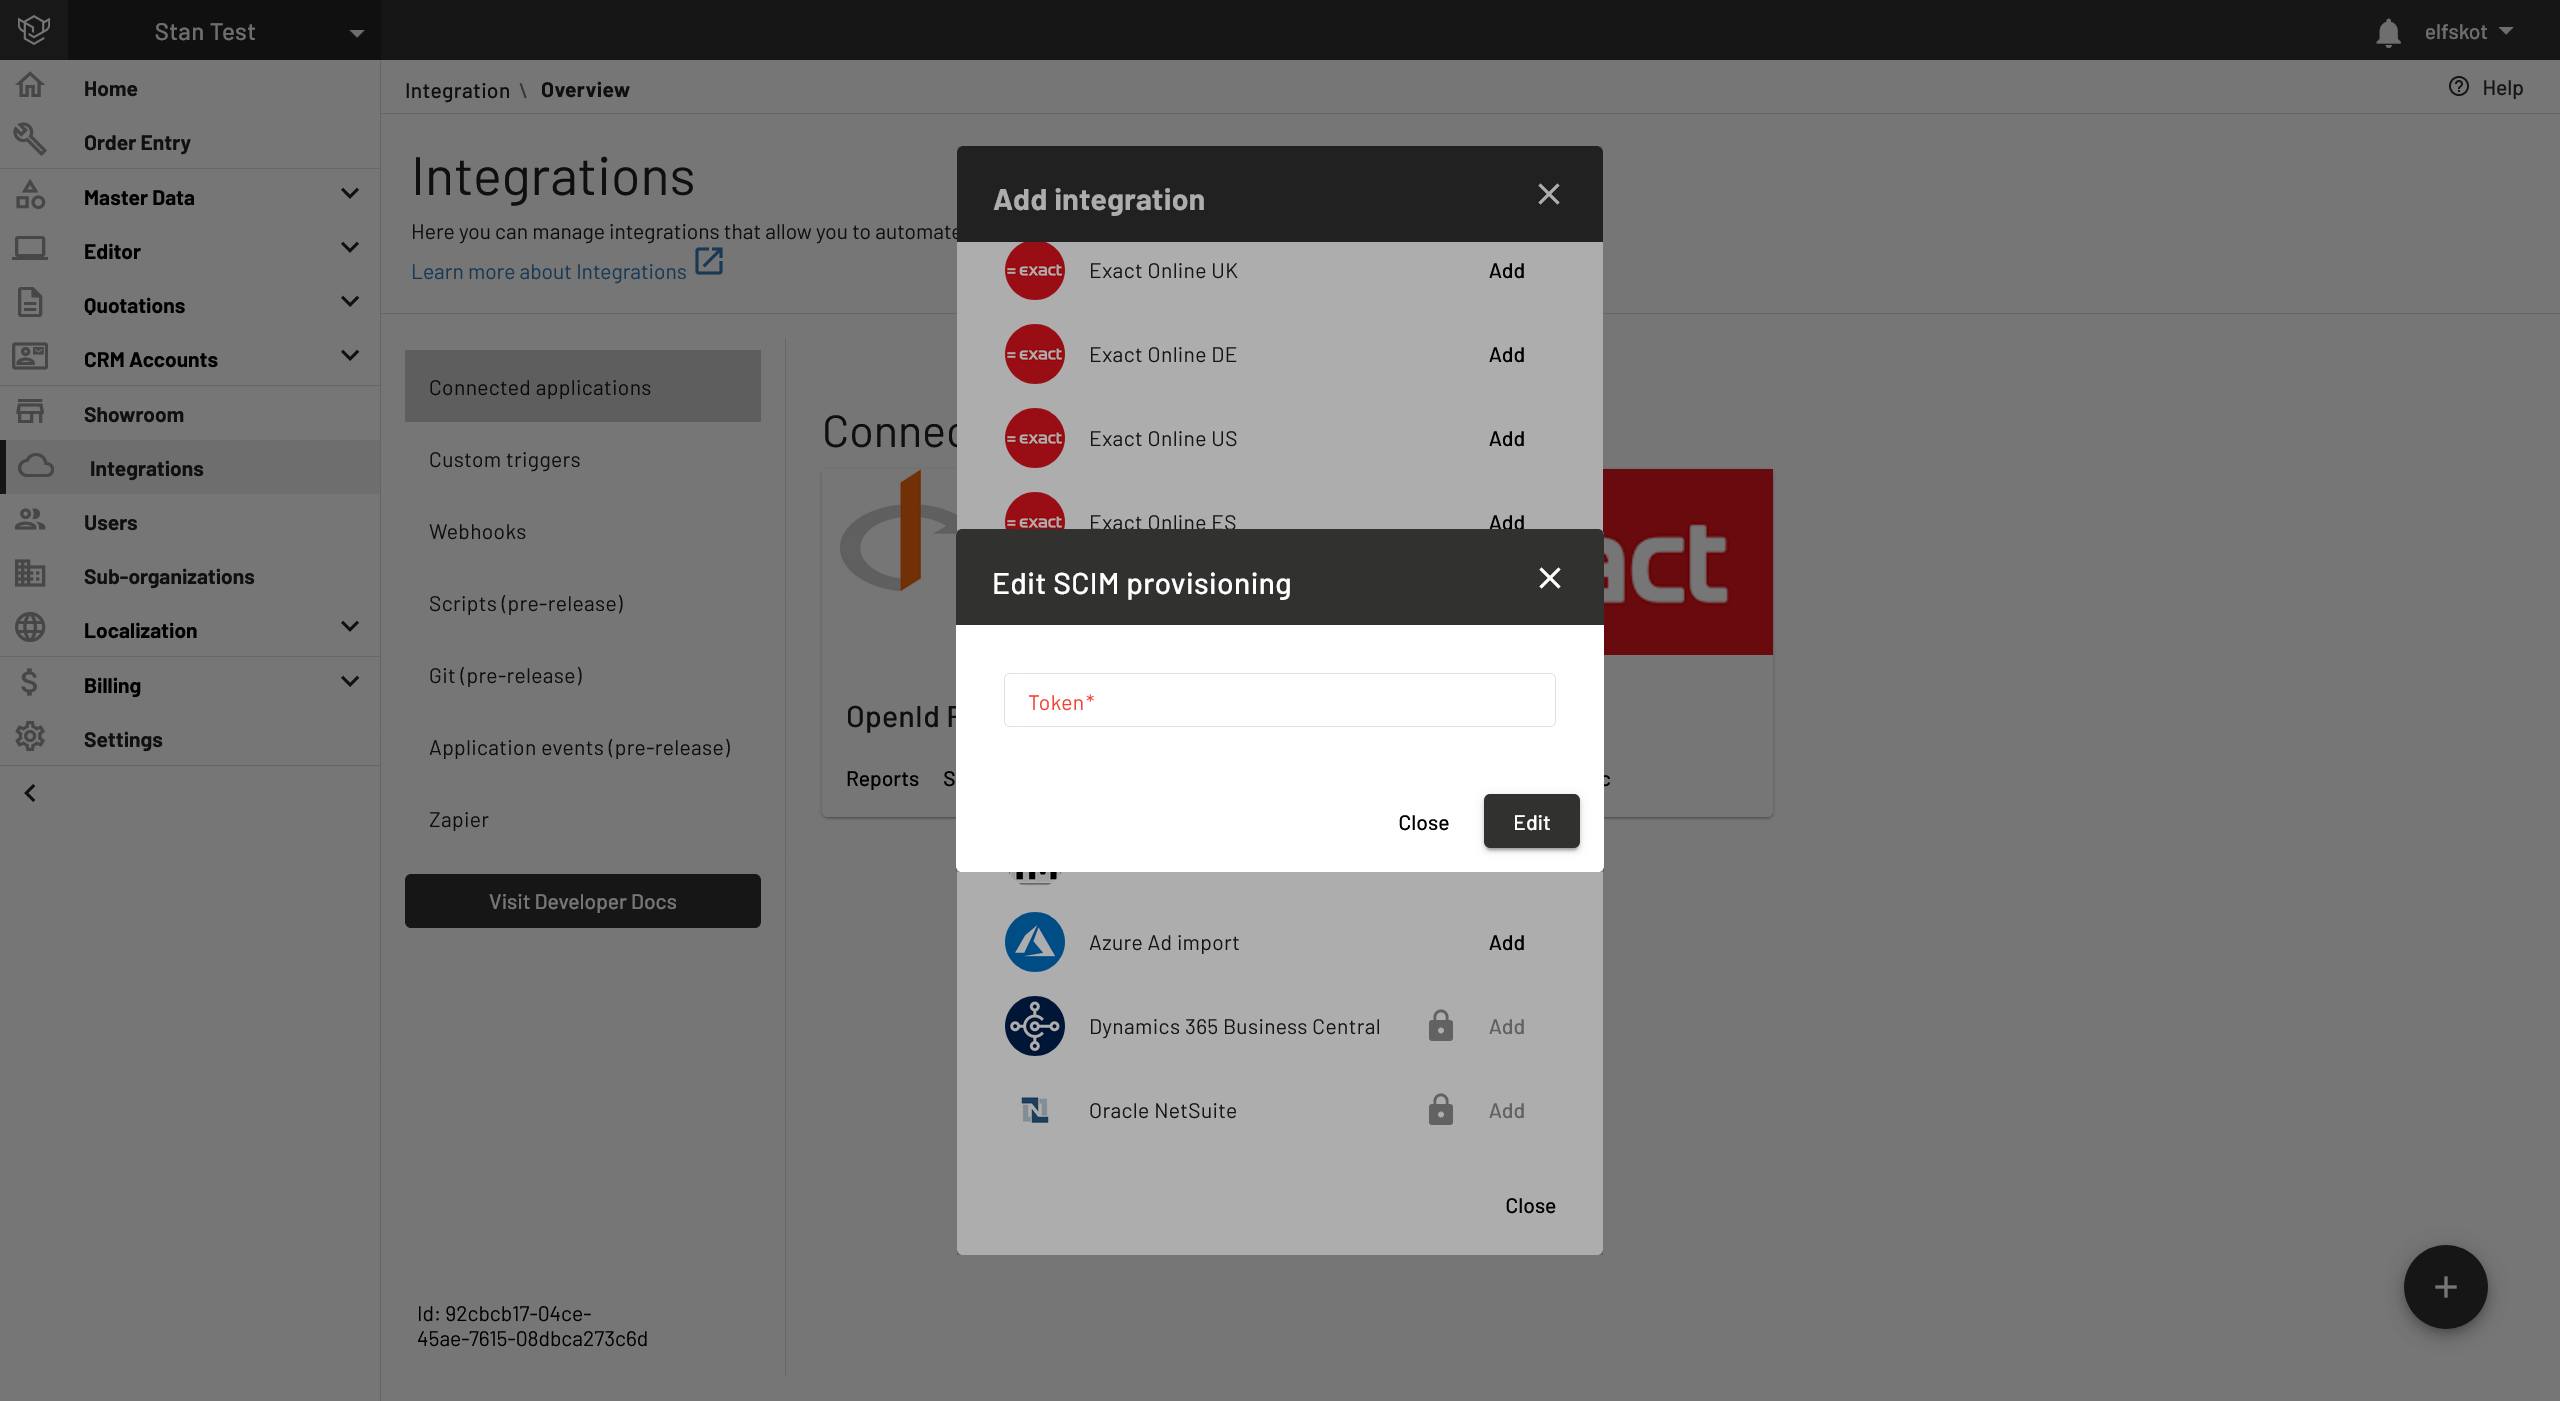 Stan Test
elfskot
Home
Order Entry
Master Data
Editor
Quotations
CRM Accounts
Showroom
Integrations
Users
Sub-organizations
Localization
Billing
Settings
Integration \ Overview
Help
Integrations
Here you can manage integrations that allow you to automate
Learn more about Integrations
Connected applications
Custom triggers
Webhooks
Scripts (pre-release)
Git (pre-release)
Application events (pre-release)
Zapier
Visit Developer Docs
Id: 92cbcb17-04ce-
45ae-7615-08dbca273c6d
Connec
OpenId
Reports S
act
c
Add integration
= exact Exact Online UK Add
= exact Exact Online DE Add
= exact Exact Online US Add
= exact Exact Online ES Add
Edit SCIM provisioning
Token*
Close Edit
Azure Ad import Add
Dynamics 365 Business Central Add
N Oracle NetSuite Add
Close